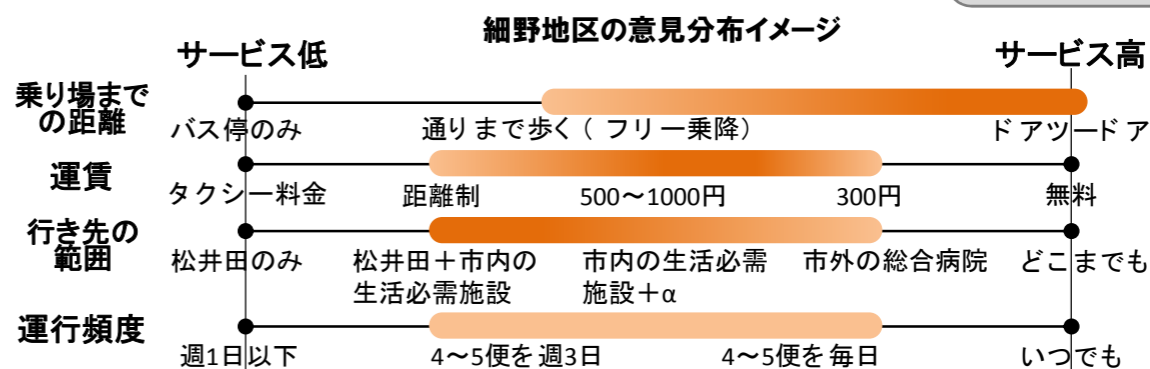 細野地区の意見分布イメージ
サービス低
サービス高
乗り場まで
の距離
バス停のみ
通りまで歩く（フリー乗降）
ドアツードア
運賃
タクシー料金
距離制
500～1000円
300円
無料
行き先の
範囲
松井田のみ
松井田＋市内の
生活必需施設
市内の生活必需
施設＋α
市外の総合病院
どこまでも
運行頻度
週1日以下
4～5便を週3日
4～5便を毎日
いつでも